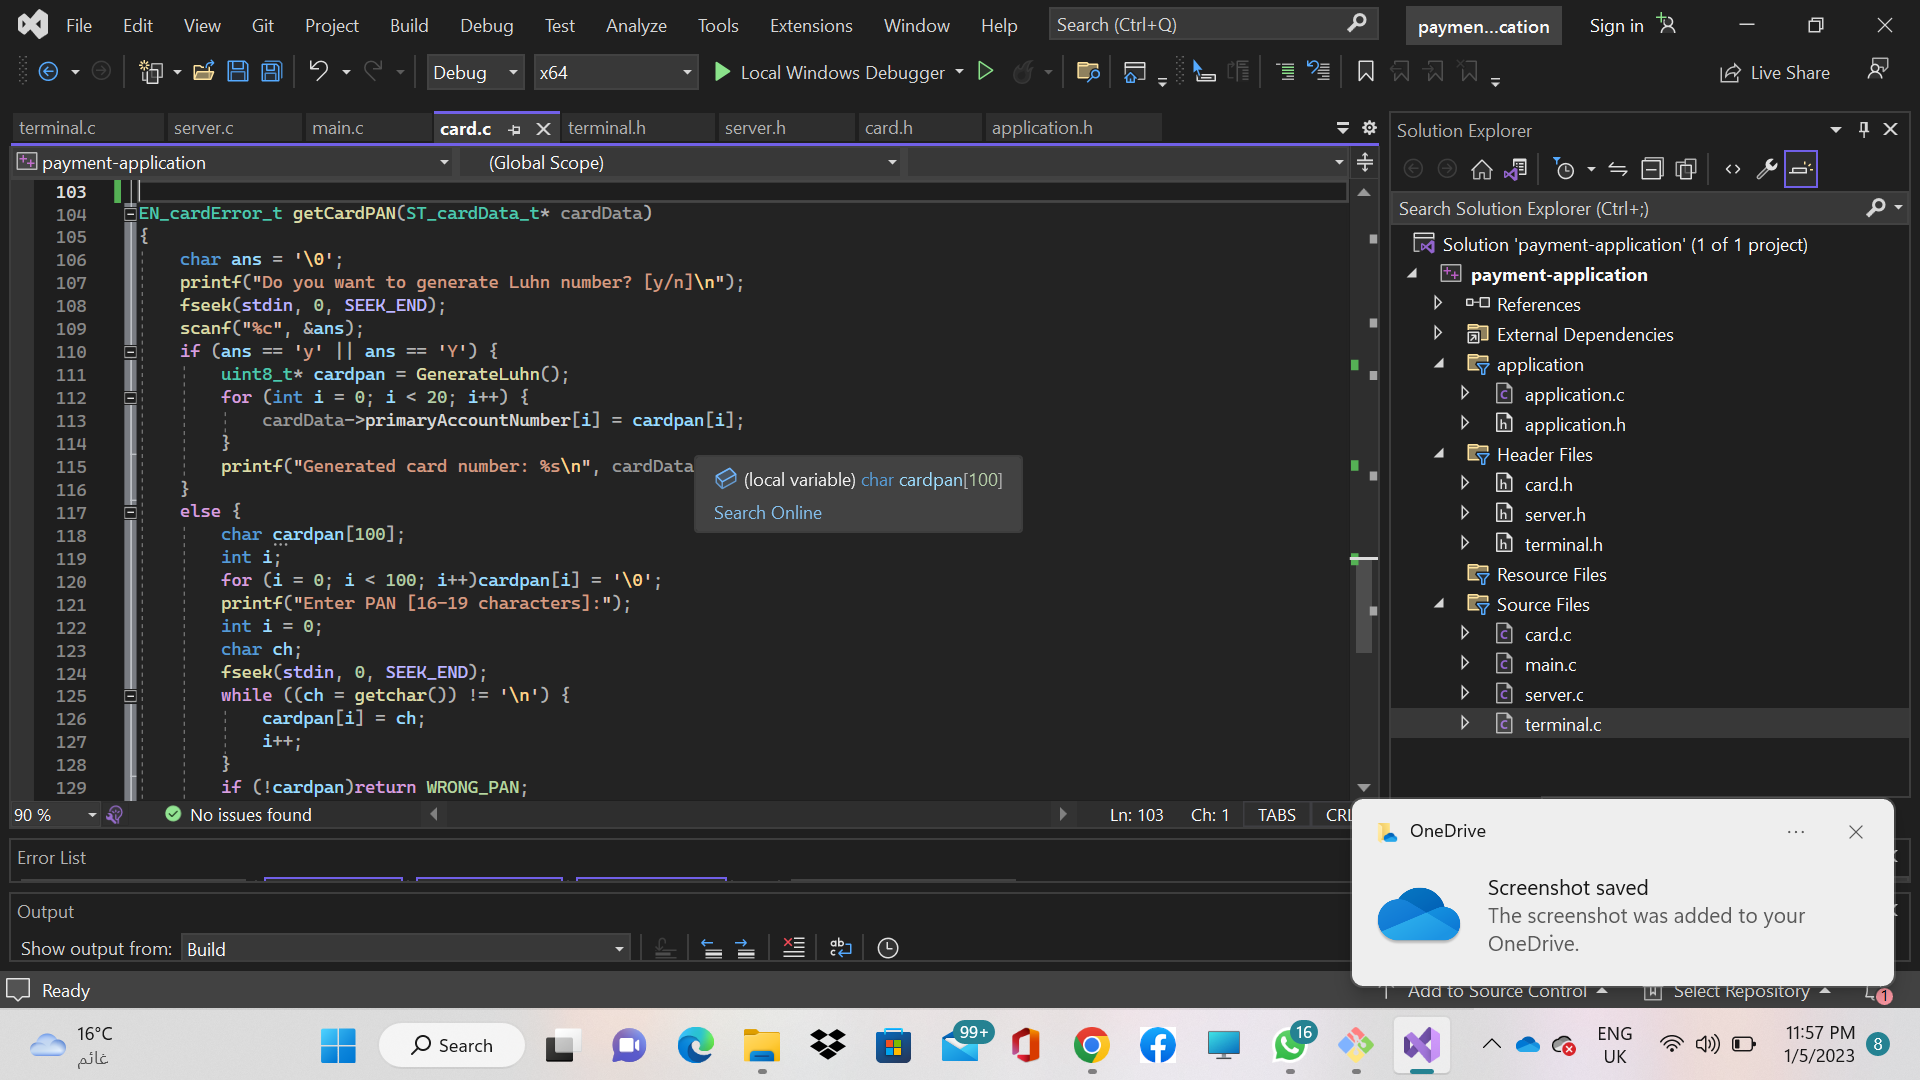 File Edit View Git Project Build Debug Test Analyze Tools Extensions Window Help Search (Ctrl+Q) paymen...cation Sign in
Debug x64 Local Windows Debugger Live Share
terminal.c server.c main.c card.c terminal.h server.h card.h application.h
payment-application (Global Scope)
103
104 EN_cardError_t getCardPAN(ST_cardData_t* cardData)
105 {
106 char ans = '\0';
107 printf("Do you want to generate Luhn number? [y/n]\n");
108 fseek(stdin, 0, SEEK_END);
109 scanf("%c", &ans);
110 if (ans == 'y' || ans == 'Y') {
111 uint8_t* cardpan = GenerateLuhn();
112 for (int i = 0; i < 20; i++) {
113 cardData->primaryAccountNumber[i] = cardpan[i];
114 }
115 printf("Generated card number: %s\n", cardData
116 }
117 else {
118 char cardpan[100];
119 int i;
120 for (i = 0; i < 100; i++)cardpan[i] = '\0';
121 printf("Enter PAN [16-19 characters]:");
122 int i = 0;
123 char ch;
124 fseek(stdin, 0, SEEK_END);
125 while ((ch = getchar()) != '\n') {
126 cardpan[i] = ch;
127 i++;
128 }
129 if (!cardpan)return WRONG_PAN;
(local variable) char cardpan[100]
Search Online
90 % No issues found Ln: 103 Ch: 1 TABS CRL
Solution Explorer
Search Solution Explorer (Ctrl+;)
Solution 'payment-application' (1 of 1 project)
payment-application
References
External Dependencies
application
application.c
application.h
Header Files
card.h
server.h
terminal.h
Resource Files
Source Files
card.c
main.c
server.c
terminal.c
Error List
Output
Show output from: Build
OneDrive
Screenshot saved
The screenshot was added to your
OneDrive.
Ready Add to Source Control Select Repository 1
16°C
غائم
Search 99+ 16
ENG
UK
11:57 PM
1/5/2023
8